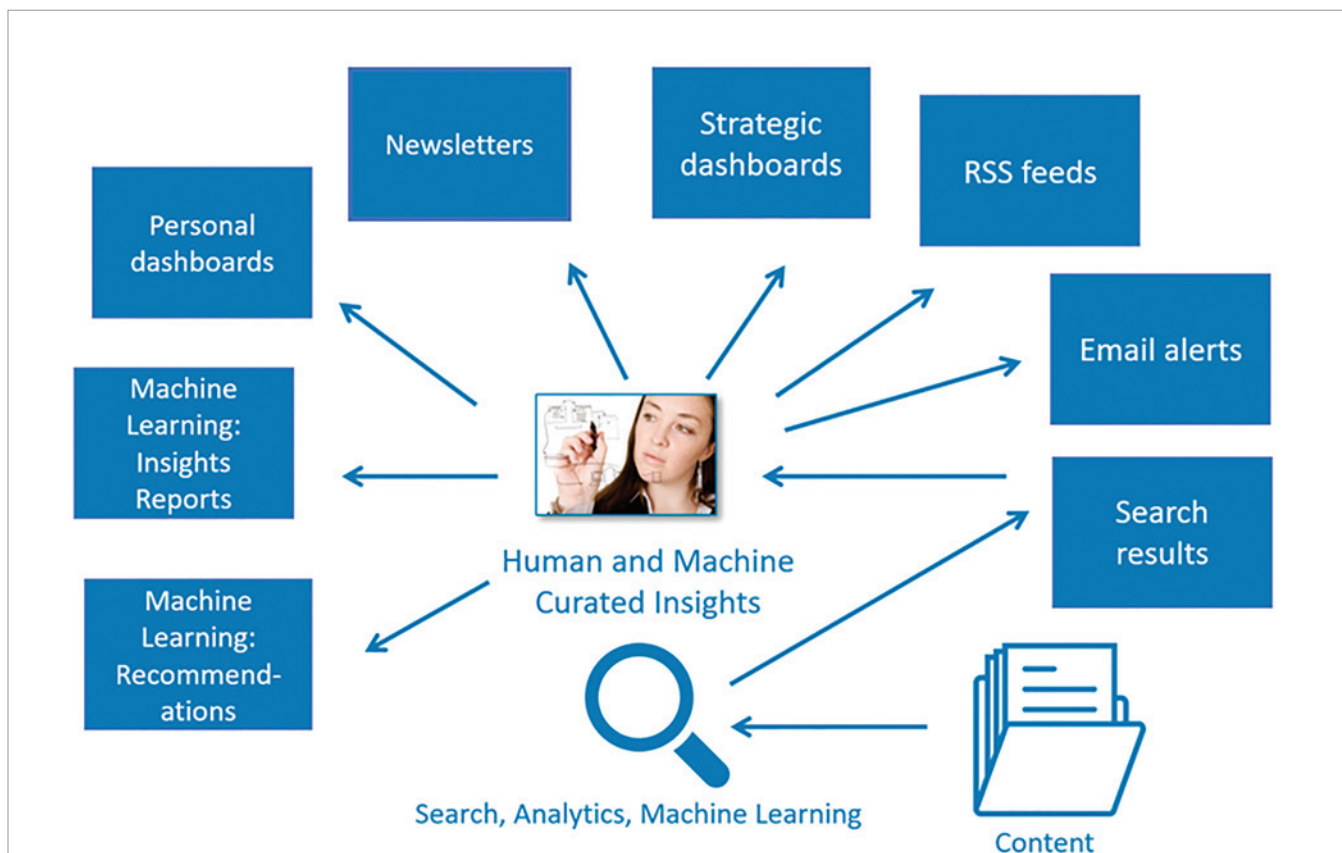 Newsletters
Strategic
dashboards
RSS feeds
Personal
dashboards
Email alerts
Machine
Learning:
Insights
Reports
Search
results
Human and Machine
Curated Insights
Machine
Learning:
Recommend-
ations
Search, Analytics, Machine Learning
Content